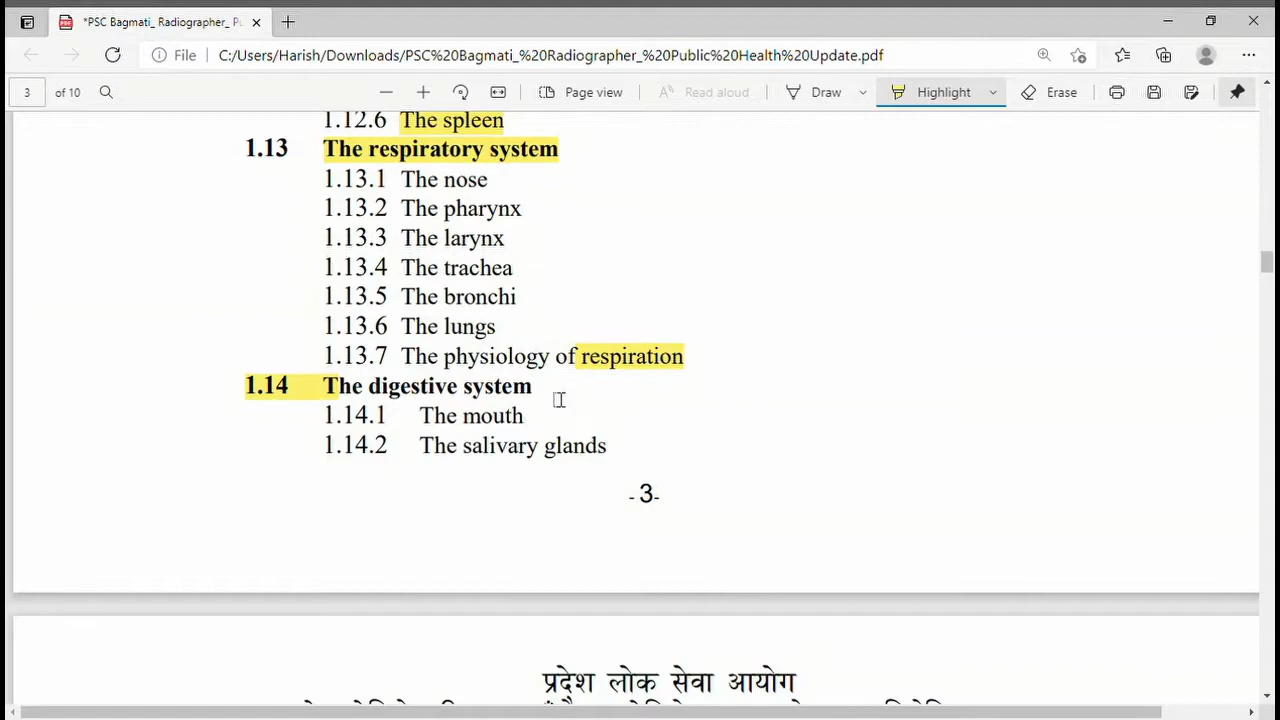 *PSC Bagmati_ Radiographer_ Pu
File C:/Users/Harish/Downloads/PSC%20Bagmati_%20Radiographer_%20Public%20Health%20Update.pdf
3 of 10 Page view Read aloud Draw Highlight Erase
1.12.6 The spleen
1.13 The respiratory system
1.13.1 The nose
1.13.2 The pharynx
1.13.3 The larynx
1.13.4 The trachea
1.13.5 The bronchi
1.13.6 The lungs
1.13.7 The physiology of respiration
1.14 The digestive system
1.14.1 The mouth
1.14.2 The salivary glands
- 3-
प्रदेश लोक सेवा आयोग